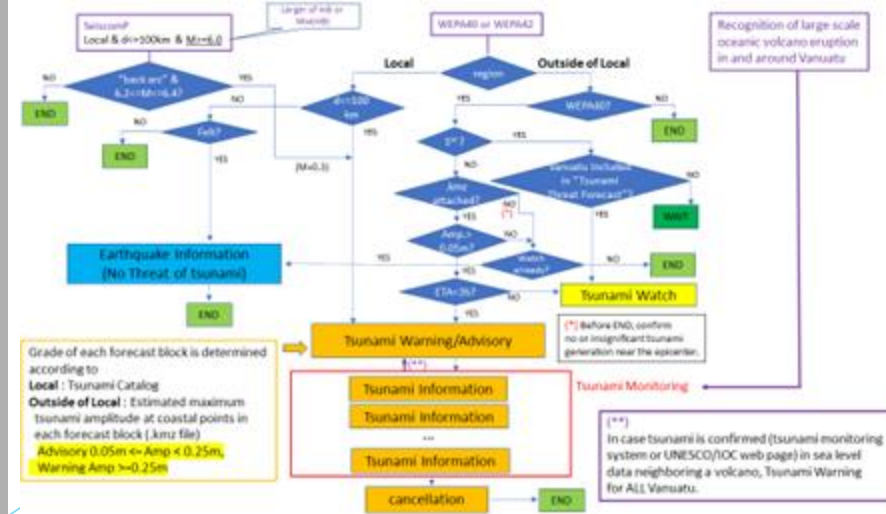 SeiscomP
Local & d<=100km & M>=6.0
Larger of mB or
WEPA40 or WEPA42
Recognition of large scale
oceanic volcano eruption
in and around Vanuatu
Local
Outside of Local
region
"back arc" &
NO
YES
END
d<=100
km
NO
YES
WEPA40?
YES
NO
END
Felt?
NO
END
YES
1st ?
YES
NO
Vanuatu included
in "Tsunami
Threat Forecast"?
NO
WAIT
YES
.kmz
attached?
NO
(*)
YES
Amp.>
0.05m?
NO
YES
Watch
already?
NO
END
YES
Earthquake Information
(No Threat of tsunami)
END
ETA<3h?
NO
YES
Tsunami Watch
(*) Before END, confirm
no or insignificant tsunami
generation near the epicenter.
Tsunami Warning/Advisory
(**)
Grade of each forecast block is determined
according to
Local : Tsunami Catalog
Outside of Local : Estimated maximum
tsunami amplitude at coastal points in
each forecast block (.kmz file)
Advisory 0.05m <= Amp < 0.25m,
Warning Amp >=0.25m
Tsunami Information
Tsunami Information
...
Tsunami Information
Tsunami Monitoring
cancellation
END
(**)
In case tsunami is confirmed (tsunami monitoring
system or UNESCO/IOC web page) in sea level
data neighboring a volcano, Tsunami Warning
for ALL Vanuatu.